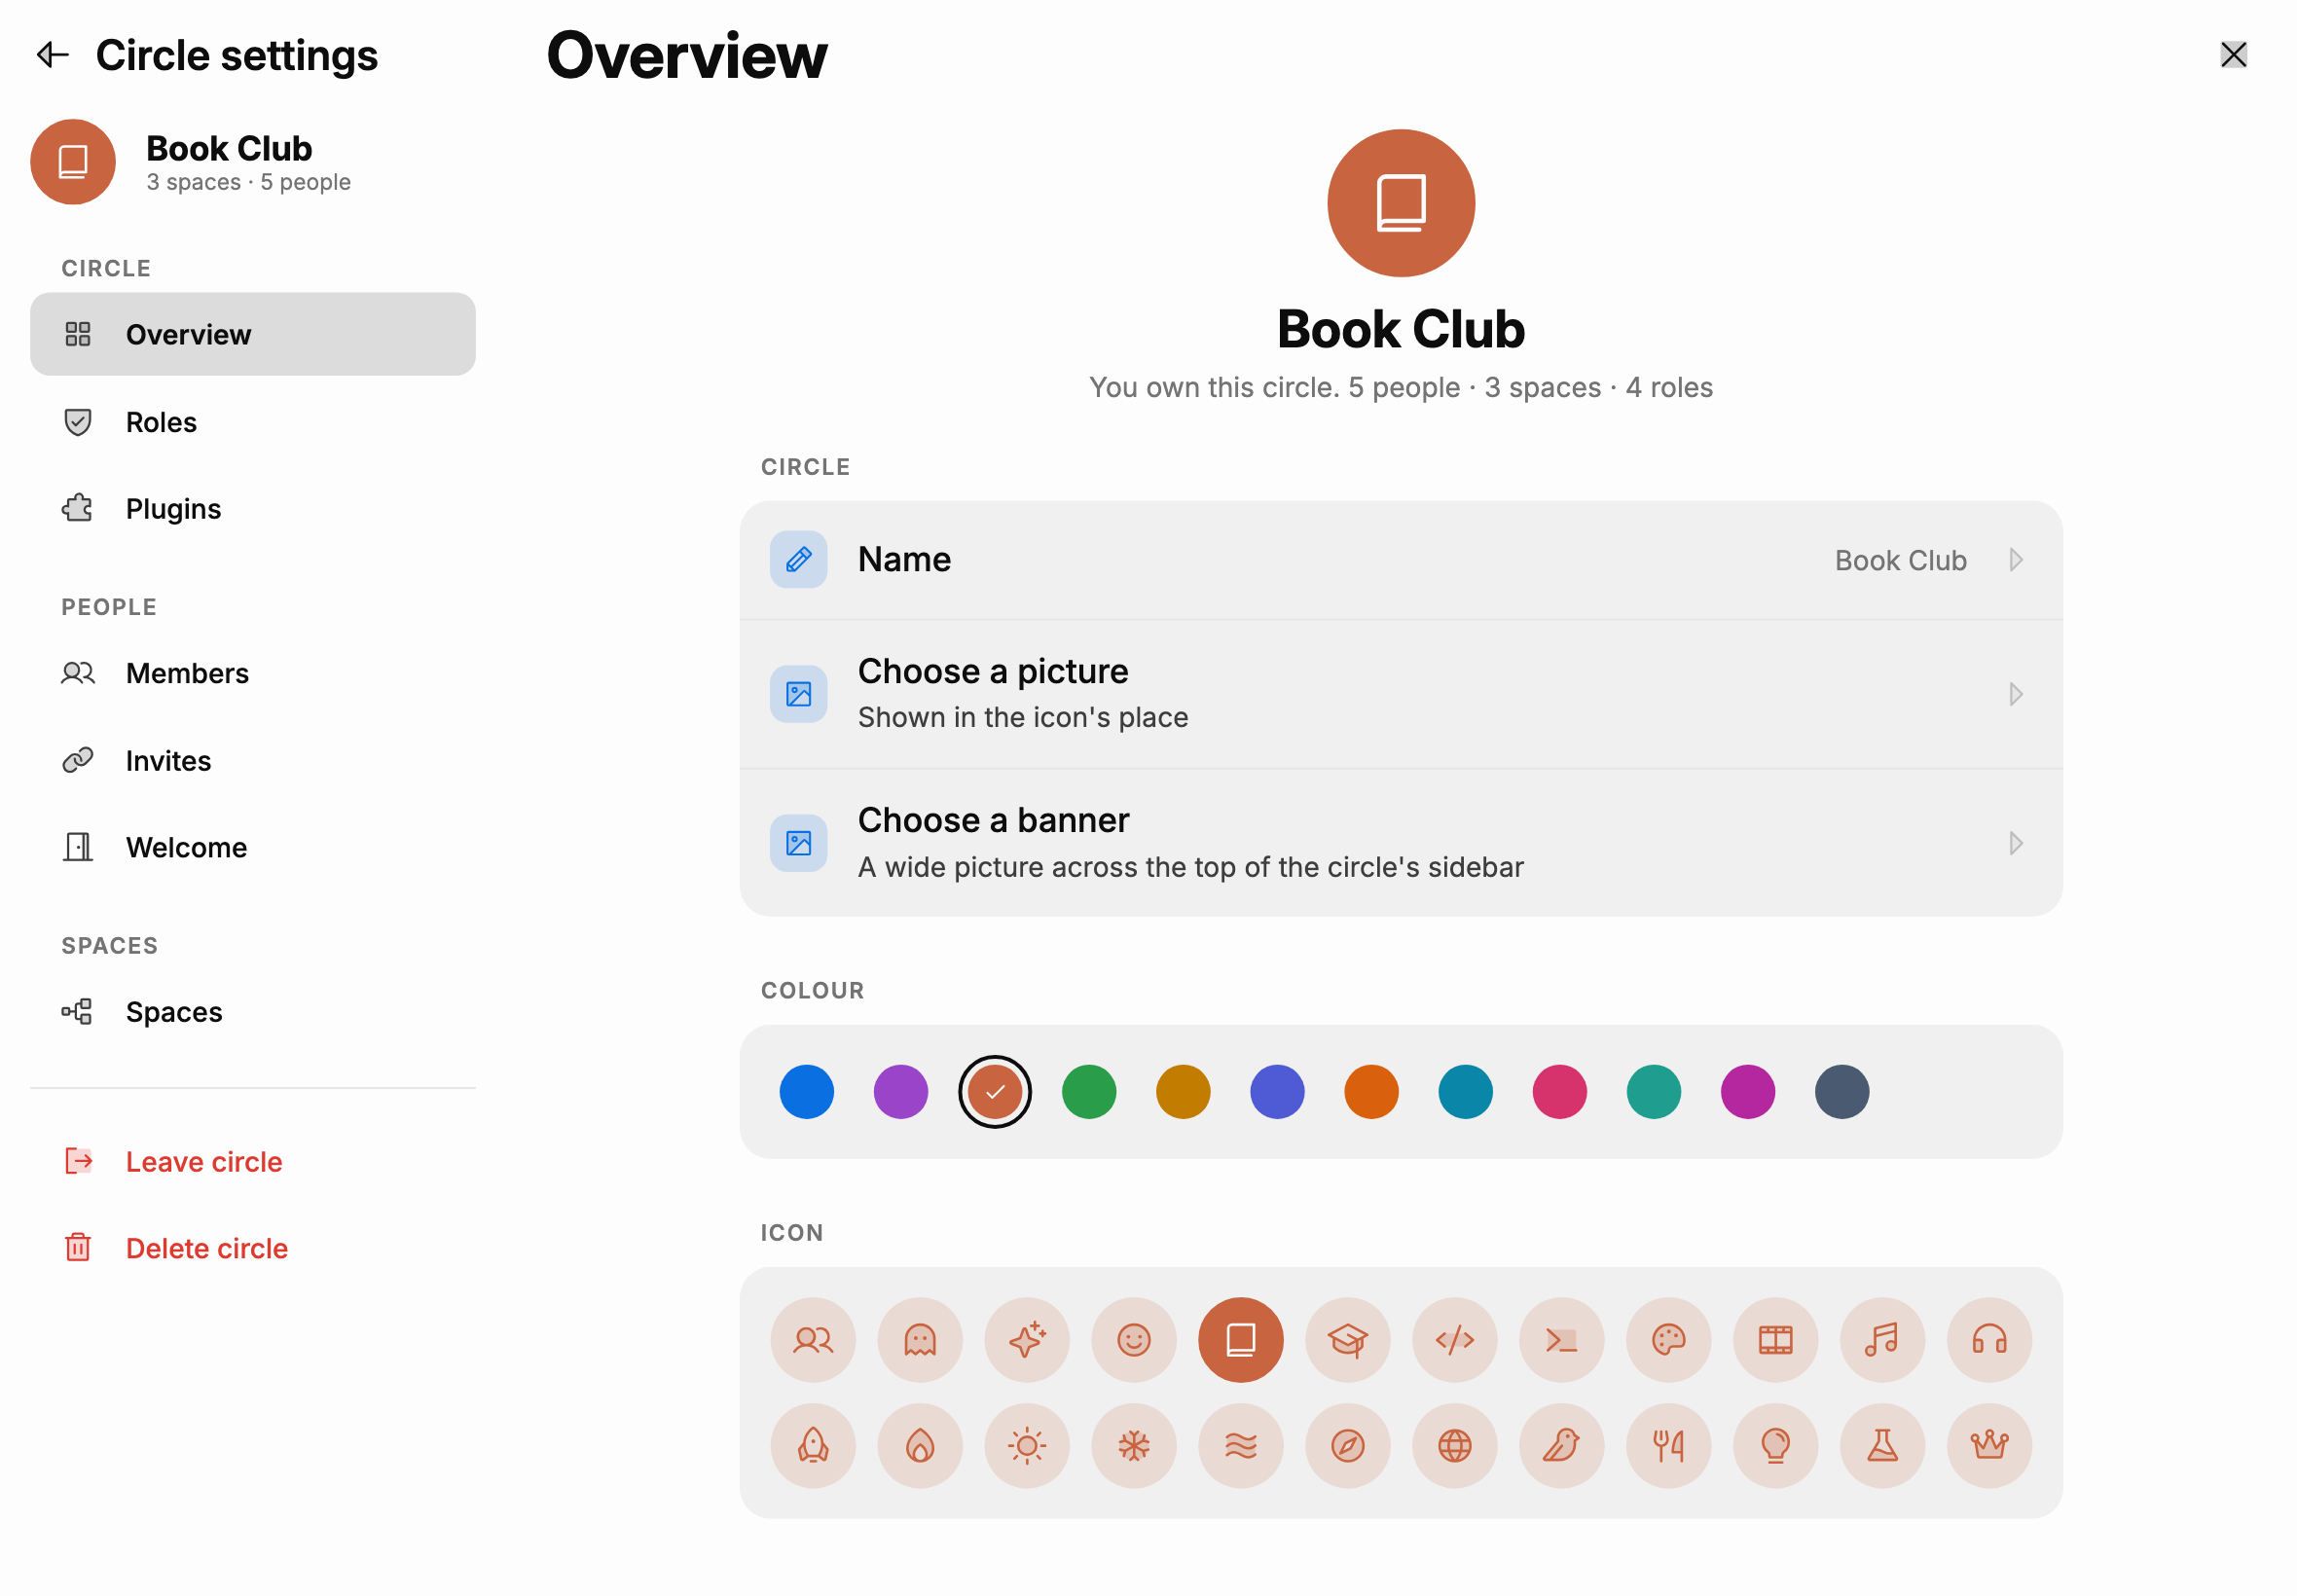 Circle settings
Book Club
3 spaces · 5 people
CIRCLE
Overview
Roles
Plugins
PEOPLE
Members
Invites
Welcome
SPACES
Spaces
Leave circle
Delete circle
Overview
Book Club
You own this circle. 5 people · 3 spaces · 4 roles
CIRCLE
Name
Book Club
Choose a picture
Shown in the icon's place
Choose a banner
A wide picture across the top of the circle's sidebar
COLOUR
ICON